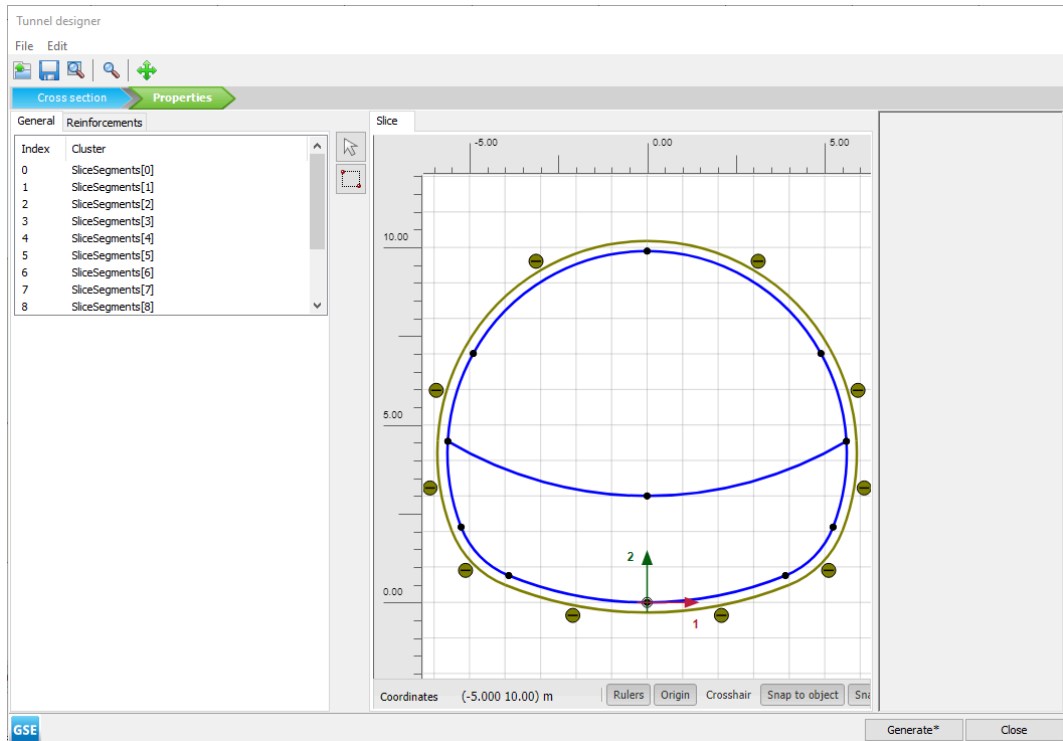 Tunnel designer
File Edit
Cross section Properties
General Reinforcements
Index Cluster
0 SliceSegments[0]
1 SliceSegments[1]
2 SliceSegments[2]
3 SliceSegments[3]
4 SliceSegments[4]
5 SliceSegments[5]
6 SliceSegments[6]
7 SliceSegments[7]
8 SliceSegments[8]
Slice
-5.00 0.00 5.00
10.00
5.00
0.00
2
1
Coordinates (-5.000 10.00) m Rulers Origin Crosshair Snap to object
GSE Generate* Close